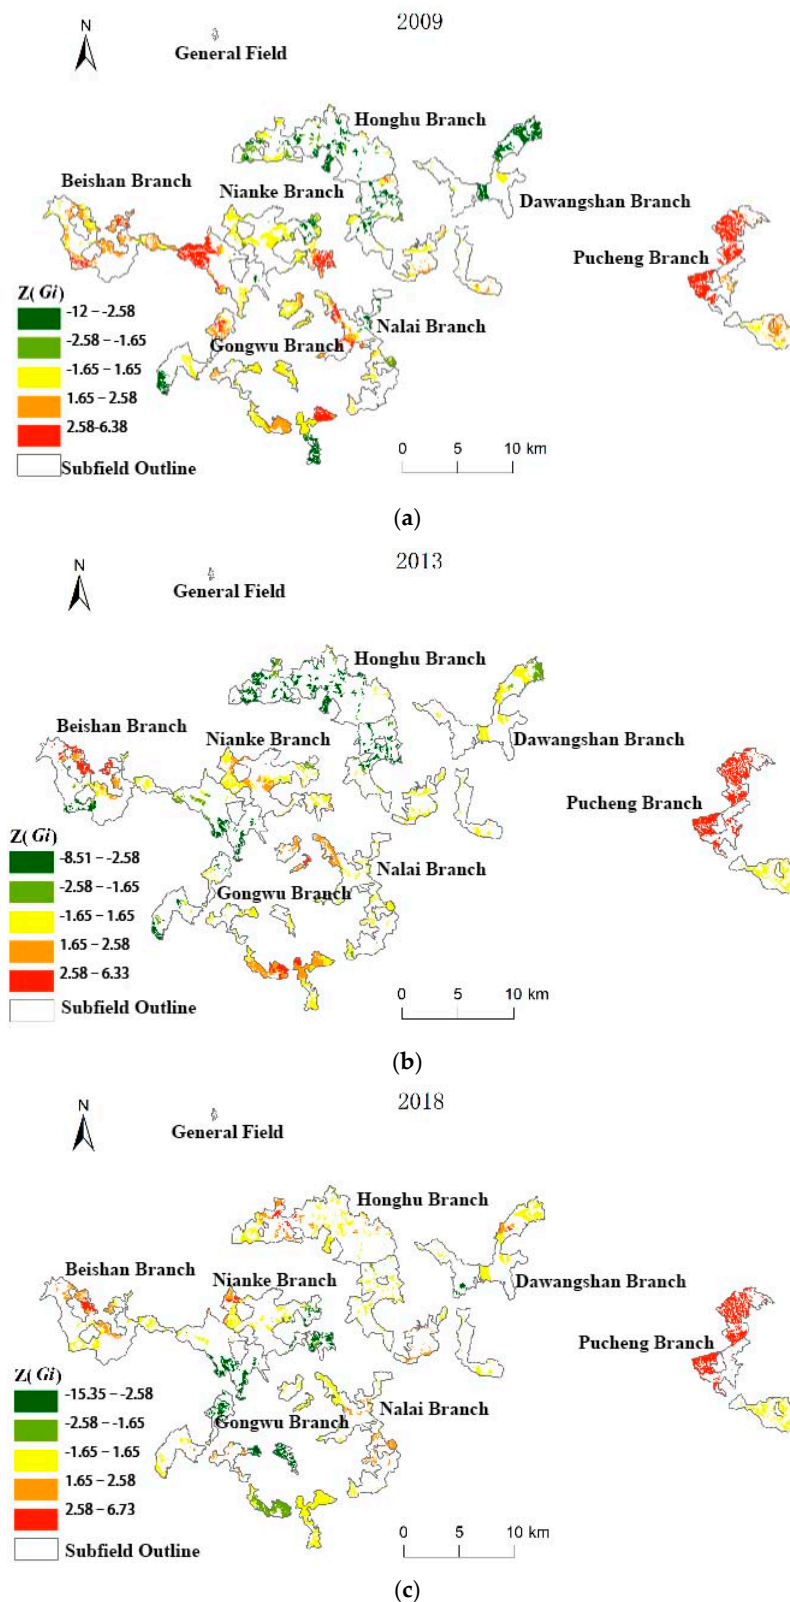 2009
N
General Field
Honghu Branch
Beishan Branch
Nianke Branch
Dawangshan Branch
Pucheng Branch
Z( Gi)
-12 – -2.58
-2.58 – -1.65
-1.65 – 1.65
1.65 – 2.58
2.58-6.38
Subfield Outline
Nalai Branch
Gongwu Branch
0 5 10 km
(a)
2013
N
General Field
Honghu Branch
Beishan Branch
Nianke Branch
Dawangshan Branch
Pucheng Branch
Z( Gi)
-8.51 – -2.58
-2.58 – -1.65
-1.65 – 1.65
1.65 – 2.58
2.58 – 6.33
Subfield Outline
Nalai Branch
Gongwu Branch
0 5 10 km
(b)
2018
N
General Field
Honghu Branch
Beishan Branch
Nianke Branch
Dawangshan Branch
Pucheng Branch
Z( Gi)
-15.35 – -2.58
-2.58 – -1.65
-1.65 – 1.65
1.65 – 2.58
2.58 – 6.73
Subfield Outline
Nalai Branch
Gongwu Branch
0 5 10 km
(c)